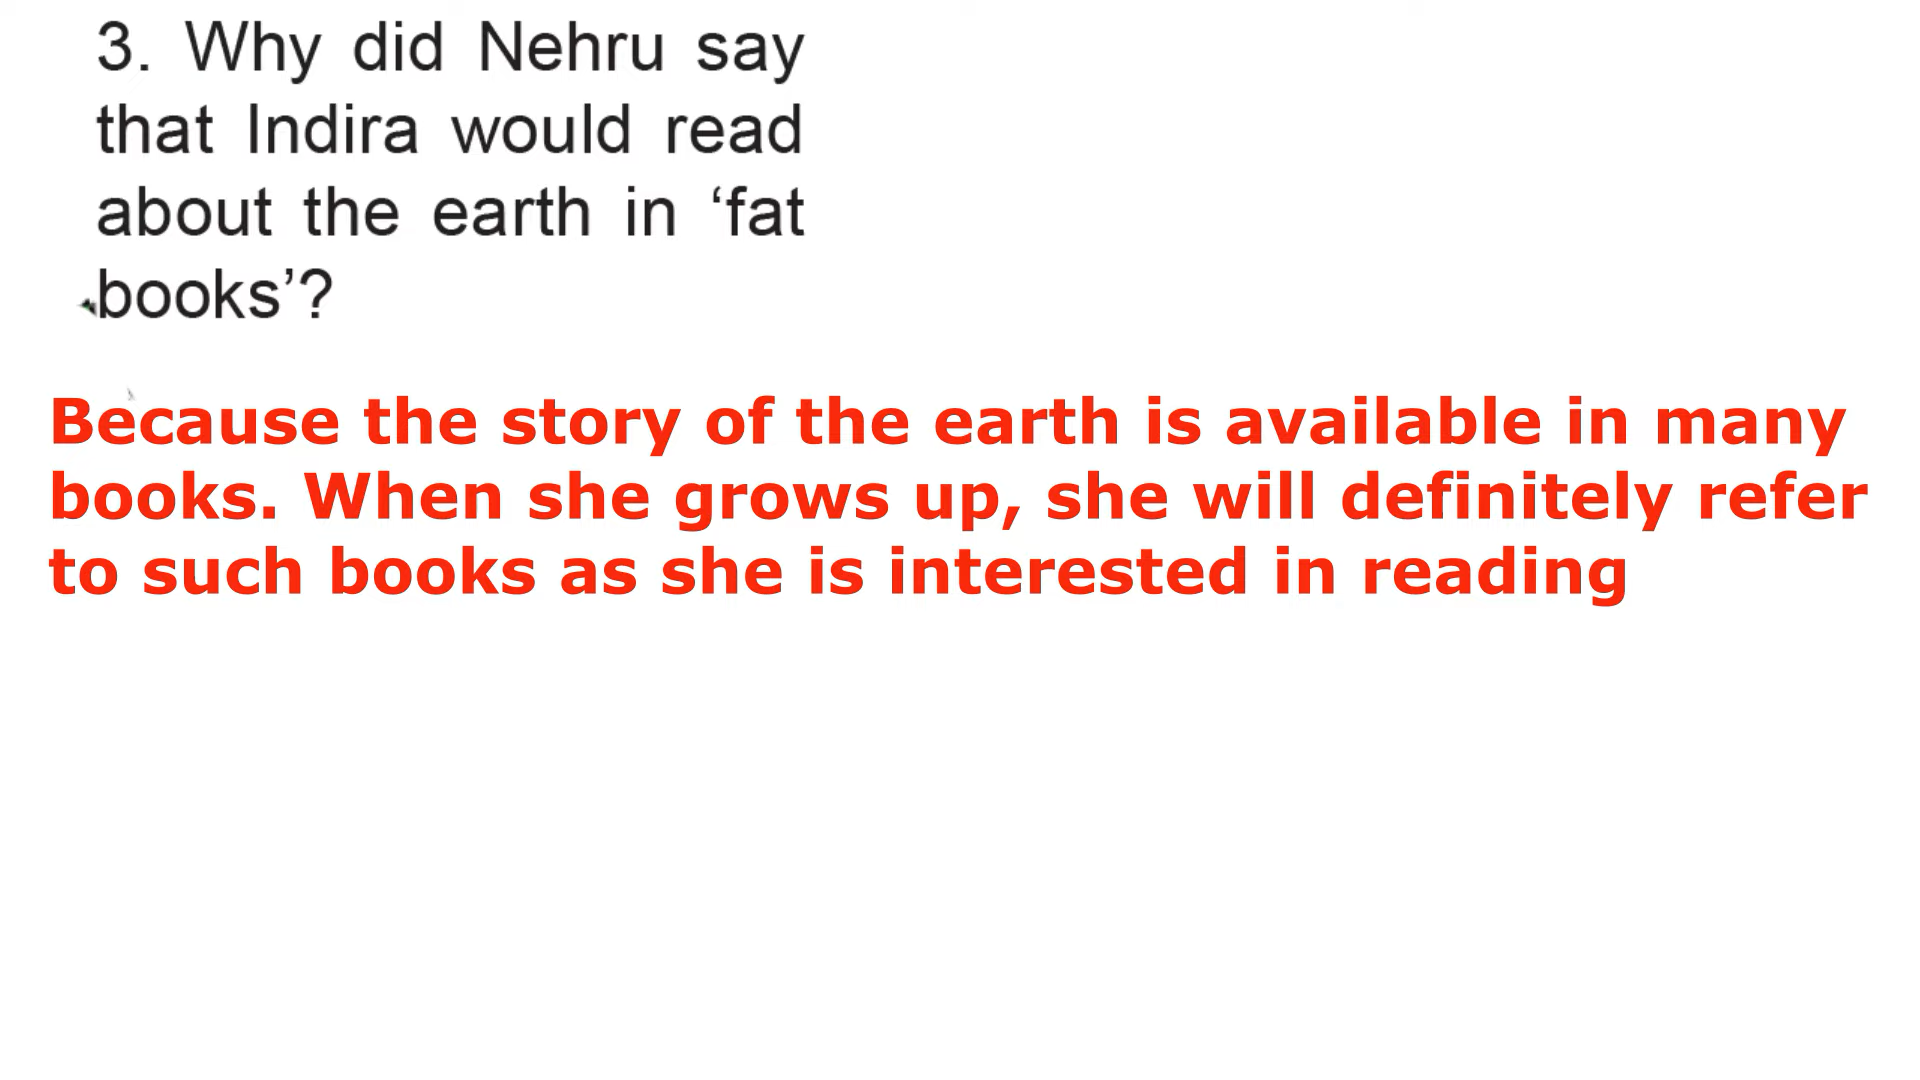 3. Why did Nehru say
that Indira would read
about the earth in ‘fat
books’?
Because the story of the earth is available in many
books. When she grows up, she will definitely refer
to such books as she is interested in reading